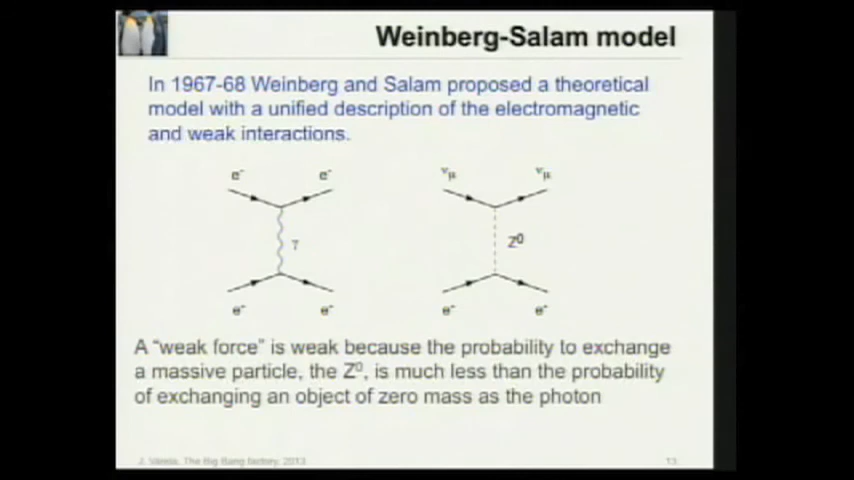 Weinberg-Salam model
In 1967-68 Weinberg and Salam proposed a theoretical
model with a unified description of the electromagnetic
and weak interactions.
e⁻ e⁻ νμ νμ
γ Z⁰
e⁻ e⁻ e⁻ e⁻
A “weak force” is weak because the probability to exchange
a massive particle, the Z⁰, is much less than the probability
of exchanging an object of zero mass as the photon
J. Varela, The Big Bang factory, 2013 13